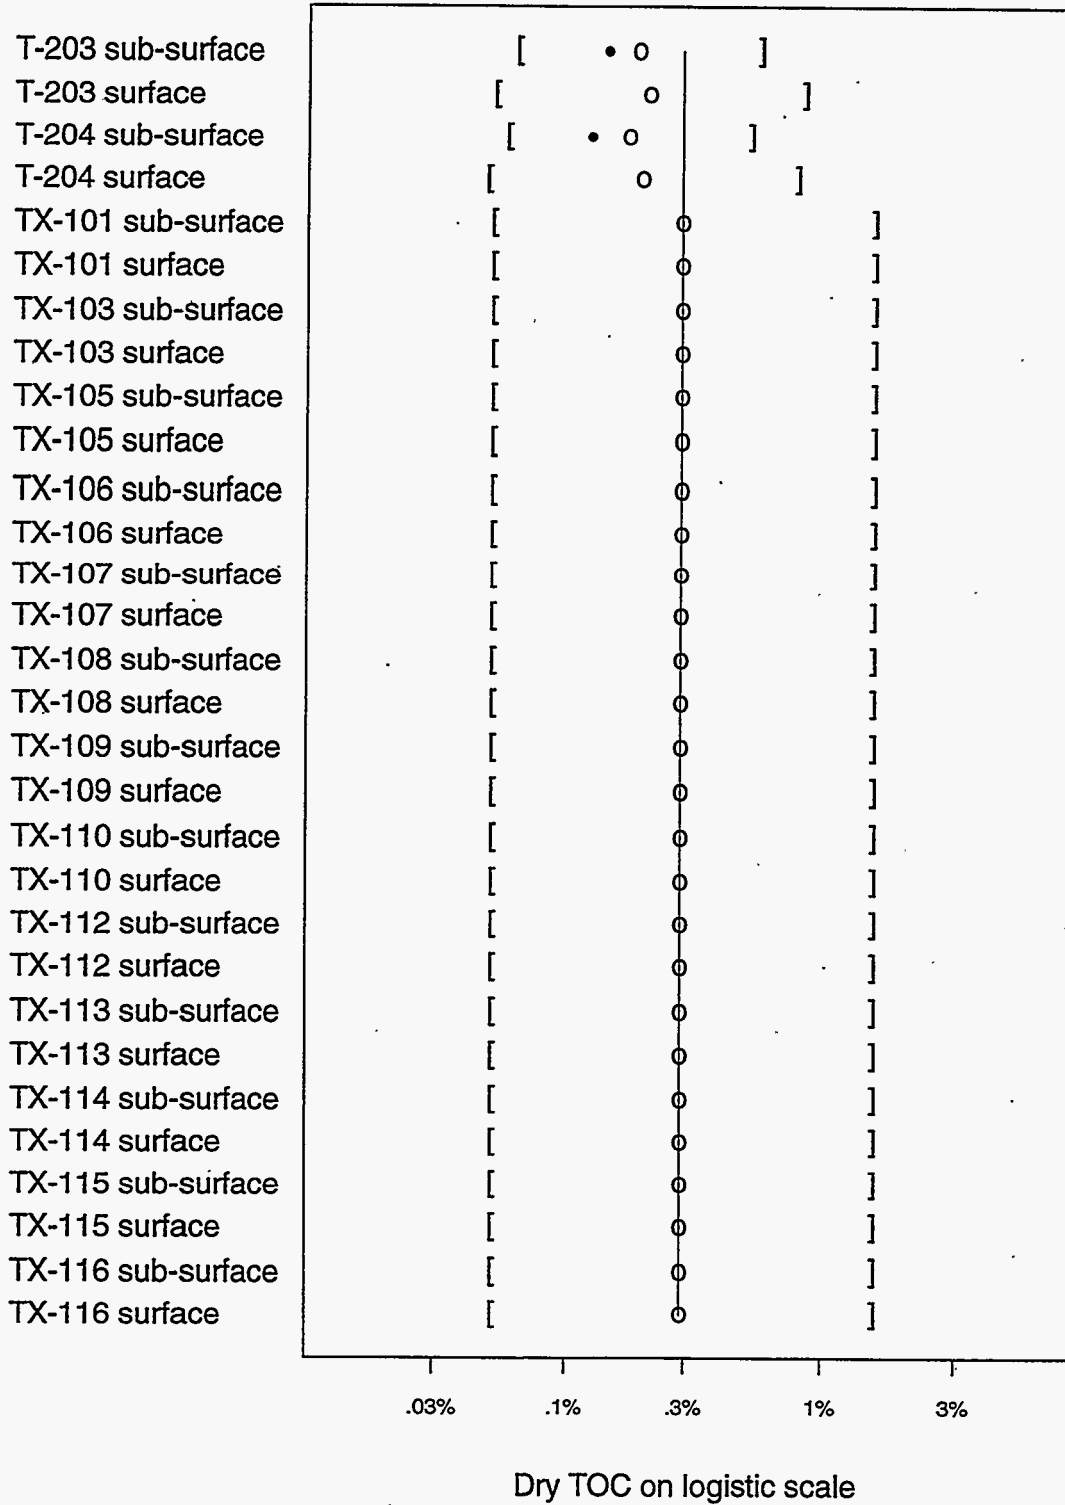 T-203 sub-surface [ • o ]
T-203 surface [ o ]
T-204 sub-surface [ • o ]
T-204 surface [ o ]
TX-101 sub-surface [ o ]
TX-101 surface [ o ]
TX-103 sub-surface [ o ]
TX-103 surface [ o ]
TX-105 sub-surface [ o ]
TX-105 surface [ o ]
TX-106 sub-surface [ o ]
TX-106 surface [ o ]
TX-107 sub-surface [ o ]
TX-107 surface [ o ]
TX-108 sub-surface [ o ]
TX-108 surface [ o ]
TX-109 sub-surface [ o ]
TX-109 surface [ o ]
TX-110 sub-surface [ o ]
TX-110 surface [ o ]
TX-112 sub-surface [ o ]
TX-112 surface [ o ]
TX-113 sub-surface [ o ]
TX-113 surface [ o ]
TX-114 sub-surface [ o ]
TX-114 surface [ o ]
TX-115 sub-surface [ o ]
TX-115 surface [ o ]
TX-116 sub-surface [ o ]
TX-116 surface [ o ]
.03% .1% .3% 1% 3%
Dry TOC on logistic scale